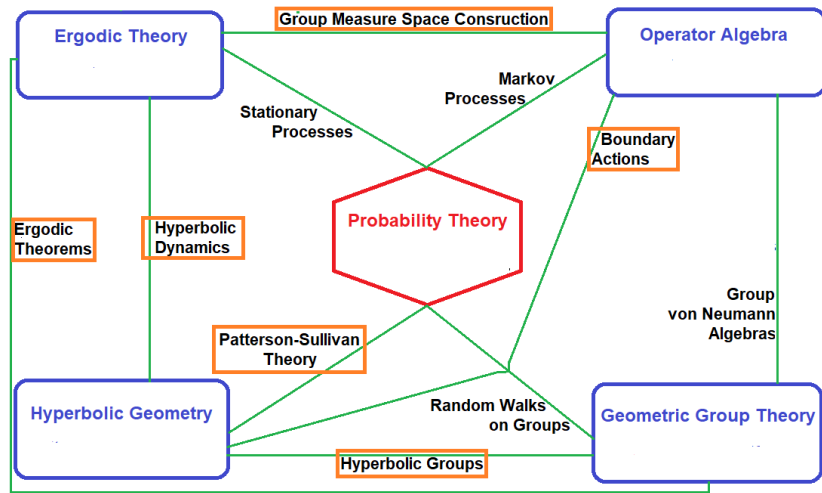 Group Measure Space Consruction
Ergodic Theory
Operator Algebra
Markov
Processes
Stationary
Processes
Boundary
Actions
Probability Theory
Ergodic
Theorems
Hyperbolic
Dynamics
Group
von Neumann
Algebras
Patterson-Sullivan
Theory
Hyperbolic Geometry
Random Walks
on Groups
Geometric Group Theory
Hyperbolic Groups